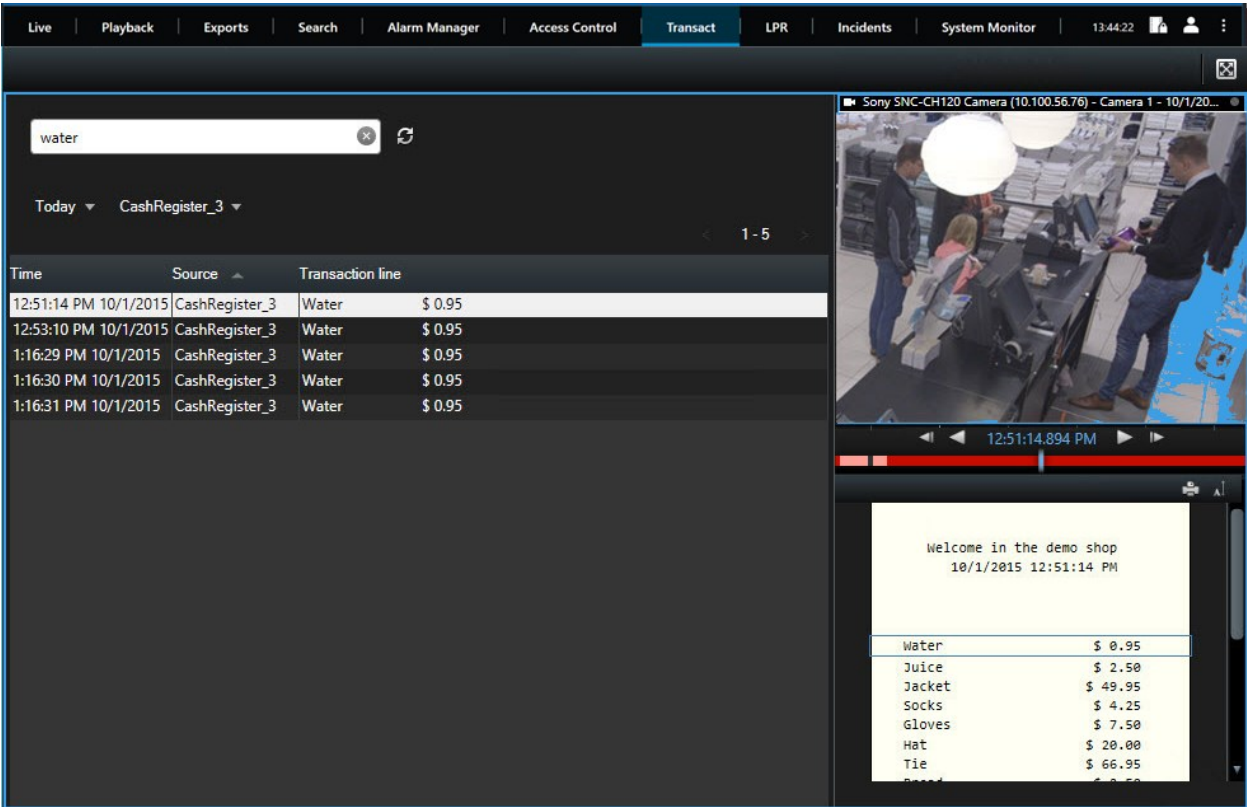 Live Playback Exports Search Alarm Manager Access Control Transact LPR Incidents System Monitor 13:44:22
Sony SNC-CH120 Camera (10.100.56.76) - Camera 1 - 10/1/20...
water
Today CashRegister_3
< 1 - 5 >
Time Source Transaction line
12:51:14 PM 10/1/2015 CashRegister_3 Water $ 0.95
12:53:10 PM 10/1/2015 CashRegister_3 Water $ 0.95
1:16:29 PM 10/1/2015 CashRegister_3 Water $ 0.95
1:16:30 PM 10/1/2015 CashRegister_3 Water $ 0.95
1:16:31 PM 10/1/2015 CashRegister_3 Water $ 0.95
12:51:14.894 PM
A
Welcome in the demo shop
10/1/2015 12:51:14 PM
Water $ 0.95
Juice $ 2.50
Jacket $ 49.95
Socks $ 4.25
Gloves $ 7.50
Hat $ 20.00
Tie $ 66.95